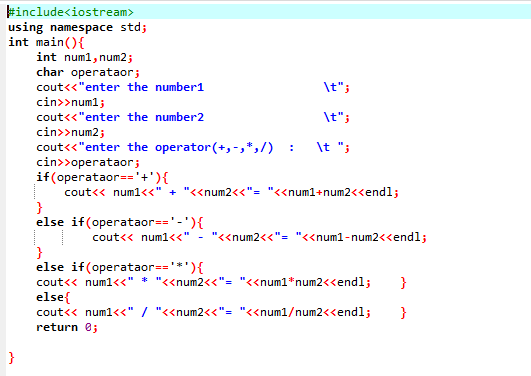 #include<iostream>
using namespace std;
int main(){
    int num1,num2;
    char operataor;
    cout<<"enter the number1                 \t";
    cin>>num1;
    cout<<"enter the number2                 \t";
    cin>>num2;
    cout<<"enter the operator(+,-,*,/)  :   \t ";
    cin>>operataor;
    if(operataor=='+'){
        cout<< num1<<" + "<<num2<<"= "<<num1+num2<<endl;
    }
    else if(operataor=='-'){
            cout<< num1<<" - "<<num2<<"= "<<num1-num2<<endl;
    }
    else if(operataor=='*'){
    cout<< num1<<" * "<<num2<<"= "<<num1*num2<<endl;    }
    else{
    cout<< num1<<" / "<<num2<<"= "<<num1/num2<<endl;    }
    return 0;

}